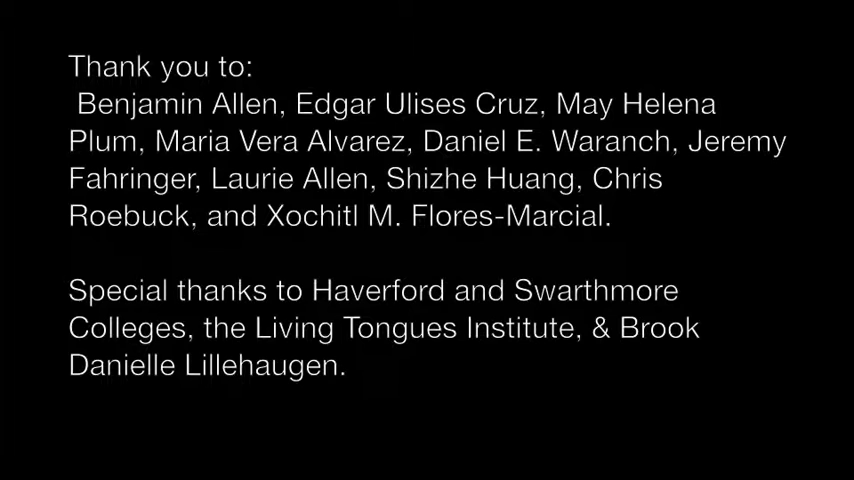 Thank you to:
Benjamin Allen, Edgar Ulises Cruz, May Helena
Plum, Maria Vera Alvarez, Daniel E. Waranch, Jeremy
Fahringer, Laurie Allen, Shizhe Huang, Chris
Roebuck, and Xochitl M. Flores-Marcial.
Special thanks to Haverford and Swarthmore
Colleges, the Living Tongues Institute, & Brook
Danielle Lillehaugen.